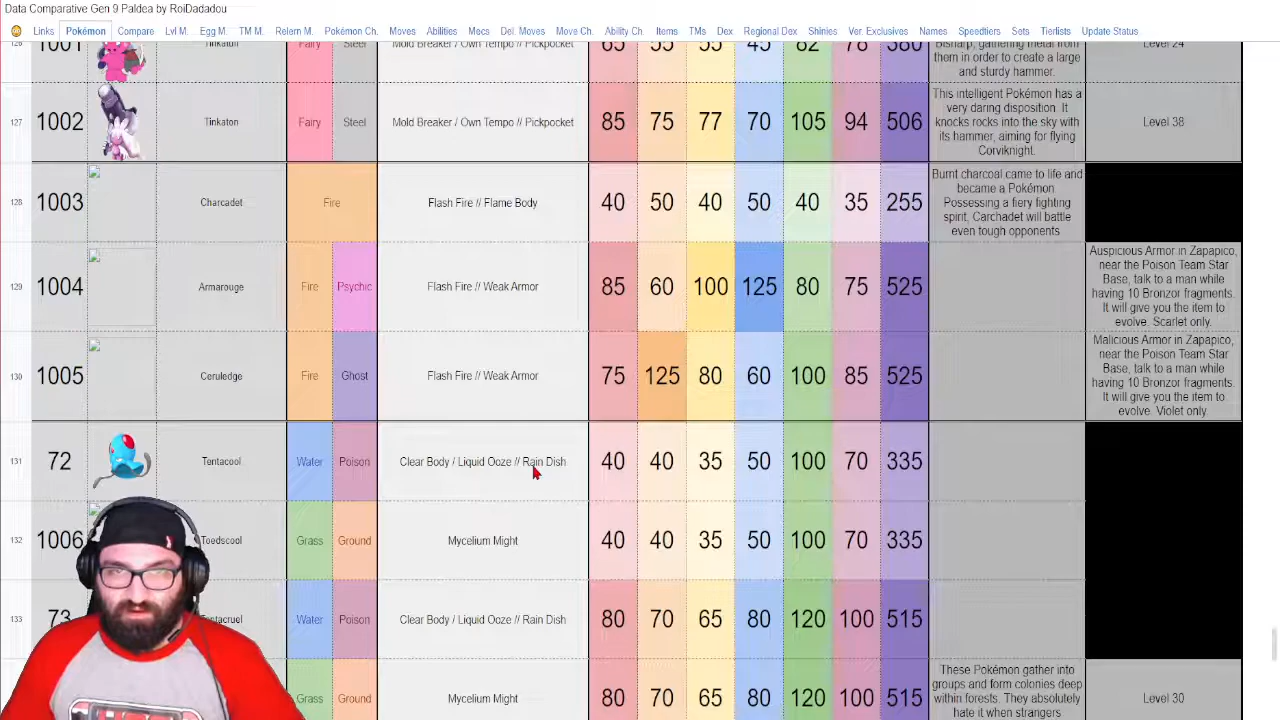 Data Comparative Gen 9 Paldea by RoiDadadou
Links Pokémon Compare Lvl M. Egg M. TM M. Relern M. Pokémon Ch. Moves Abilities Mecs Del. Moves Move Ch. Ability Ch. Items TMs Dex Regional Dex Shinies Ver. Exclusives Names Speedties Sets Tierlists Update Status
Bisharp, gathering metal from
them in order to create a large
and sturdy hammer.
Level 24
127 1002 Tinkaton Fairy Steel Mold Breaker / Own Tempo // Pickpocket 85 75 77 70 105 94 506
This intelligent Pokémon has a
very daring disposition. It
knocks rocks into the sky with
its hammer, aiming for flying
Corviknight.
Level 38
128 1003 Charcadet Fire Flash Fire // Flame Body 40 50 40 50 40 35 255
Burnt charcoal came to life and
became a Pokémon
Possessing a fiery fighting
spirit, Carchadet will battle
even tough opponents
129 1004 Armarouge Fire Psychic Flash Fire // Weak Armor 85 60 100 125 80 75 525
Auspicious Armor in Zapapico,
near the Poison Team Star
Base, talk to a man while
having 10 Bronzor fragments.
It will give you the item to
evolve. Scarlet only.
130 1005 Ceruledge Fire Ghost Flash Fire // Weak Armor 75 125 80 60 100 85 525
Malicious Armor in Zapapico,
near the Poison Team Star
Base, talk to a man while
having 10 Bronzor fragments.
It will give you the item to
evolve. Violet only.
131 72 Tentacool Water Poison Clear Body / Liquid Ooze // Rain Dish 40 40 35 50 100 70 335
132 1006 Toedscool Grass Ground Mycelium Might 40 40 35 50 100 70 335
133 73 Water Poison Clear Body / Liquid Ooze // Rain Dish 80 70 65 80 120 100 515
Grass Ground Mycelium Might 80 70 65 80 120 100 515
These Pokémon gather into
groups and form colonies deep
within forests. They absolutely
hate it when strangers
Level 30